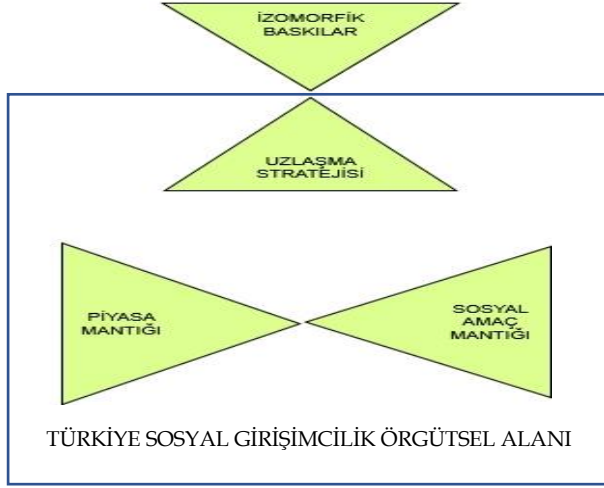 İZOMORFİK
BASKILAR
UZLAŞMA
STRATEJİSİ
PİYASA
MANTIĞI
SOSYAL
AMAÇ
MANTIĞI
TÜRKİYE SOSYAL GİRİŞİMCİLİK ÖRGÜTSEL ALANI